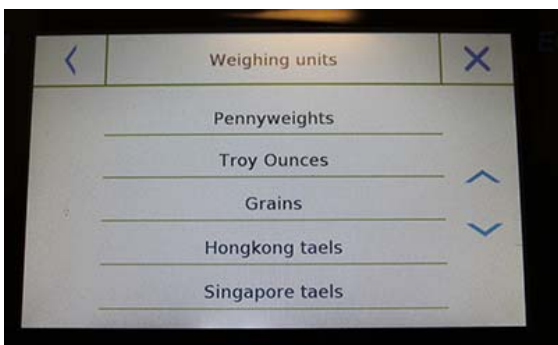 Weighing units
Pennyweights
Troy Ounces
Grains
Hongkong taels
Singapore taels